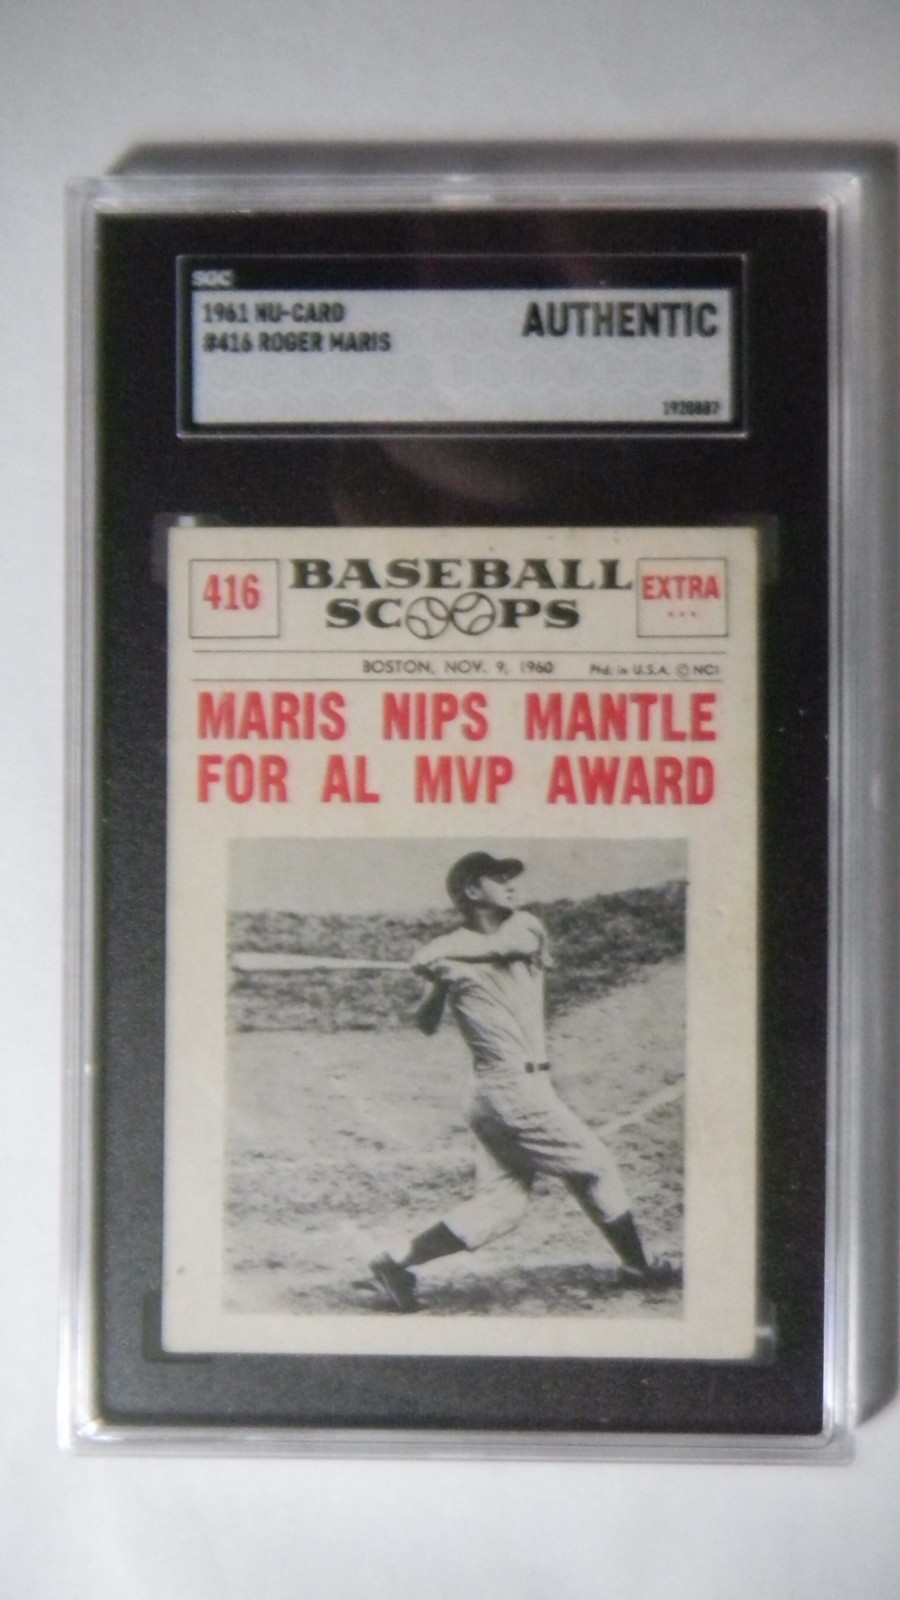 SGC
1961 NU-CARD
#416 ROGER MARIS
AUTHENTIC
1920887
416
BASEBALL
SCOOPS
EXTRA
...
BOSTON, NOV. 9, 1960 Ptd. in U.S.A. © NCI
MARIS NIPS MANTLE
FOR AL MVP AWARD